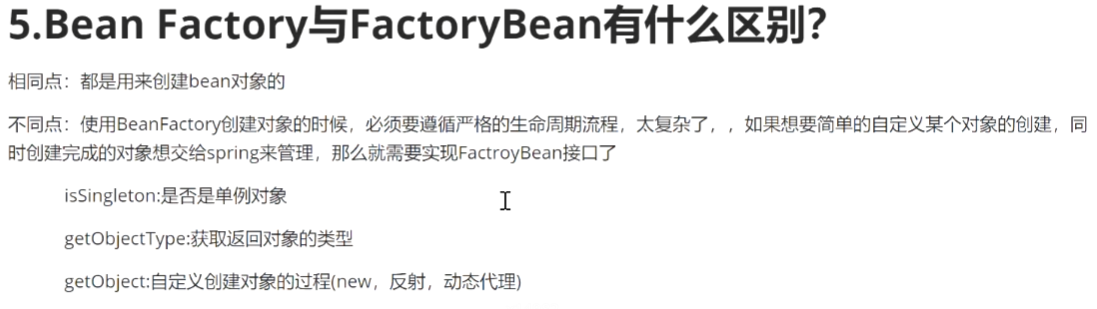 5.Bean Factory与FactoryBean有什么区别？
相同点：都是用来创建bean对象的
不同点：使用BeanFactory创建对象的时候，必须要遵循严格的生命周期流程，太复杂了，，如果想要简单的自定义某个对象的创建，同
时创建完成的对象想交给spring来管理，那么就需要实现FactroyBean接口了
isSingleton:是否是单例对象
getObjectType:获取返回对象的类型
getObject:自定义创建对象的过程(new，反射，动态代理)